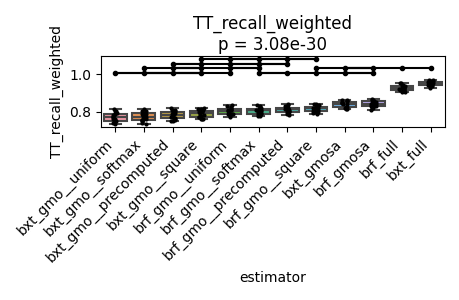 TT_recall_weighted
p = 3.08e-30
TT_recall_weighted
1.0
0.8
bxt_gmo__uniform
bxt_gmo__softmax
bxt_gmo__precomputed
bxt_gmo__square
brf_gmo__uniform
brf_gmo__softmax
brf_gmo__precomputed
brf_gmo__square
bxt_gmosa
brf_gmosa
brf_full
bxt_full
estimator